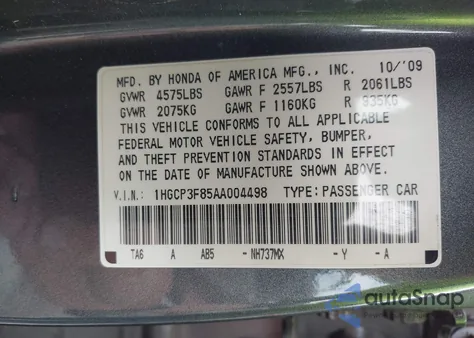 10/'09
MFD. BY HONDA OF AMERICA MFG., INC.
GVWR 4575LBS GAWR F 2557LBS R 2061LBS
GVWR 2075KG GAWR F 1160KG R 935KG
THIS VEHICLE CONFORMS TO ALL APPLICABLE
FEDERAL MOTOR VEHICLE SAFETY, BUMPER,
AND THEFT PREVENTION STANDARDS IN EFFECT
ON THE DATE OF MANUFACTURE SHOWN ABOVE.
V.I.N.: 1HGCP3F85AA004498 TYPE: PASSENGER CAR
TA6 A AB5 -NH737MX -Y -A
autoSnap